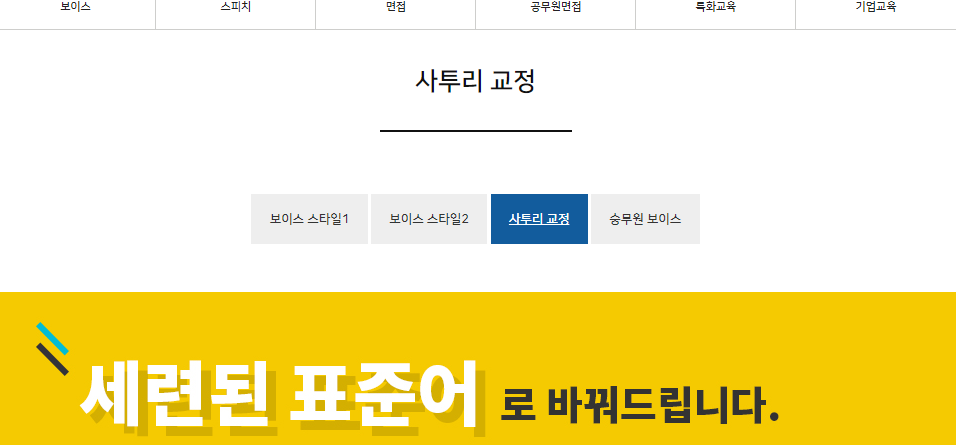 보이스 스피치 면접 공무원면접 특화교육 기업교육
사투리 교정
보이스 스타일1 보이스 스타일2 사투리 교정 승무원 보이스
세련된 표준어 로 바꿔드립니다.